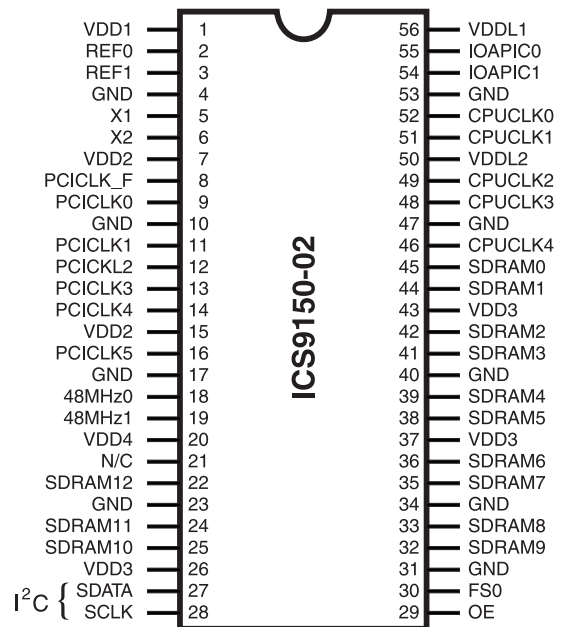 VDD1 1 56 VDDL1
REF0 2 55 IOAPIC0
REF1 3 54 IOAPIC1
GND 4 53 GND
X1 5 52 CPUCLK0
X2 6 51 CPUCLK1
VDD2 7 50 VDDL2
PCICLK_F 8 49 CPUCLK2
PCICLK0 9 48 CPUCLK3
GND 10 47 GND
PCICLK1 11 46 CPUCLK4
PCICKL2 12 45 SDRAM0
PCICLK3 13 44 SDRAM1
PCICLK4 14 43 VDD3
VDD2 15 42 SDRAM2
PCICLK5 16 41 SDRAM3
GND 17 40 GND
48MHz0 18 39 SDRAM4
48MHz1 19 38 SDRAM5
VDD4 20 37 VDD3
N/C 21 36 SDRAM6
SDRAM12 22 35 SDRAM7
GND 23 34 GND
SDRAM11 24 33 SDRAM8
SDRAM10 25 32 SDRAM9
VDD3 26 31 GND
I²C { SDATA 27 30 FS0
SCLK 28 29 OE
ICS9150-02